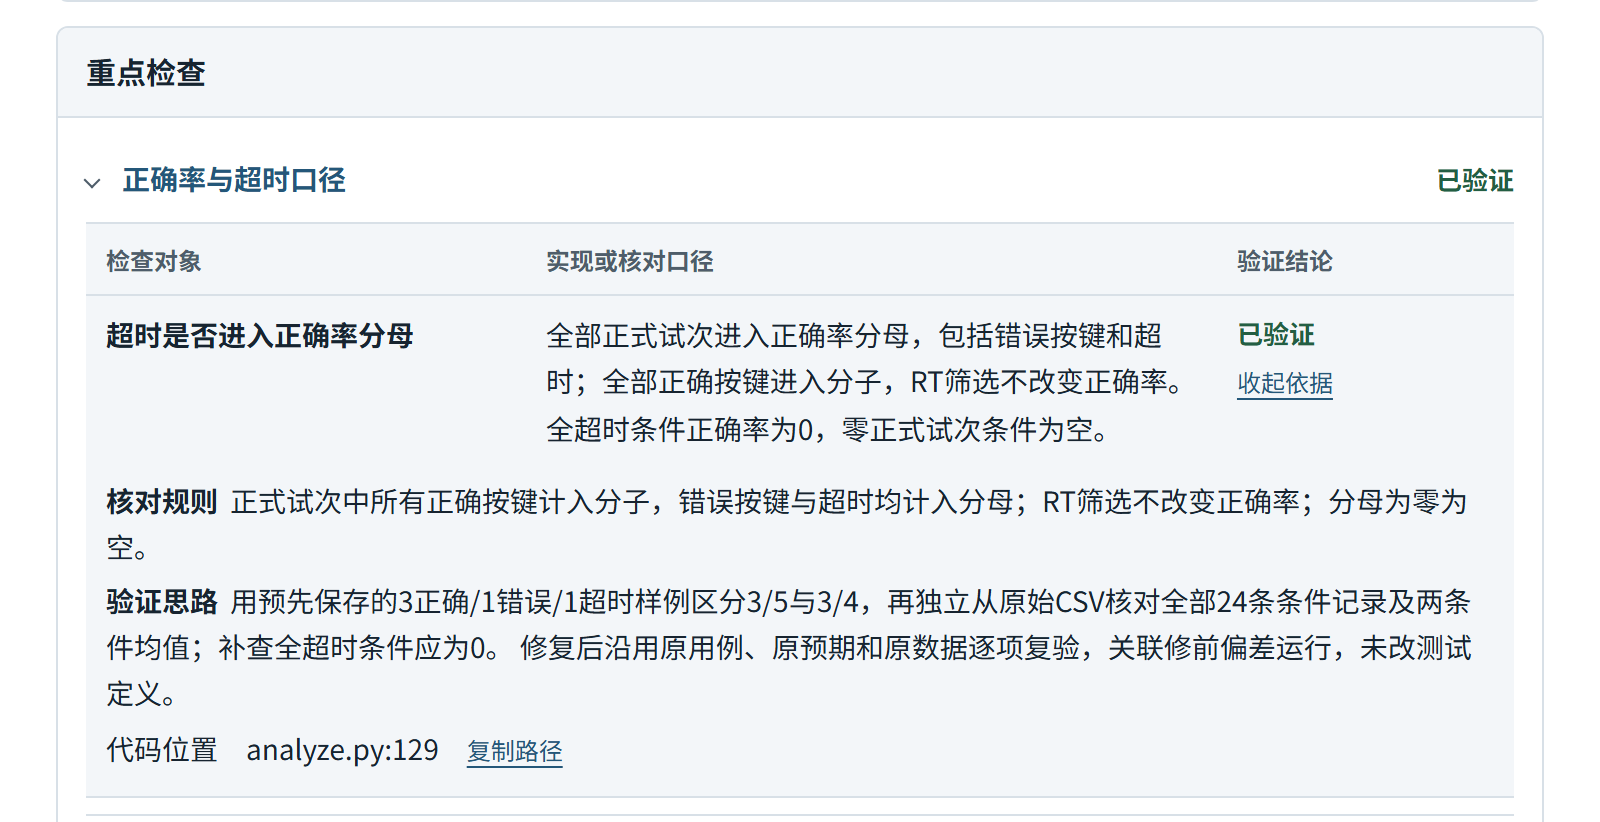 重点检查
正确率与超时口径 已验证
检查对象 实现或核对口径 验证结论
超时是否进入正确率分母 全部正式试次进入正确率分母，包括错误按键和超 已验证
时；全部正确按键进入分子，RT筛选不改变正确率。 收起依据
全超时条件正确率为0，零正式试次条件为空。
核对规则 正式试次中所有正确按键计入分子，错误按键与超时均计入分母；RT筛选不改变正确率；分母为零为
空。
验证思路 用预先保存的3正确/1错误/1超时样例区分3/5与3/4，再独立从原始CSV核对全部24条条件记录及两条
件均值；补查全超时条件应为0。 修复后沿用原用例、原预期和原数据逐项复验，关联修前偏差运行，未改测试
定义。
代码位置 analyze.py:129 复制路径